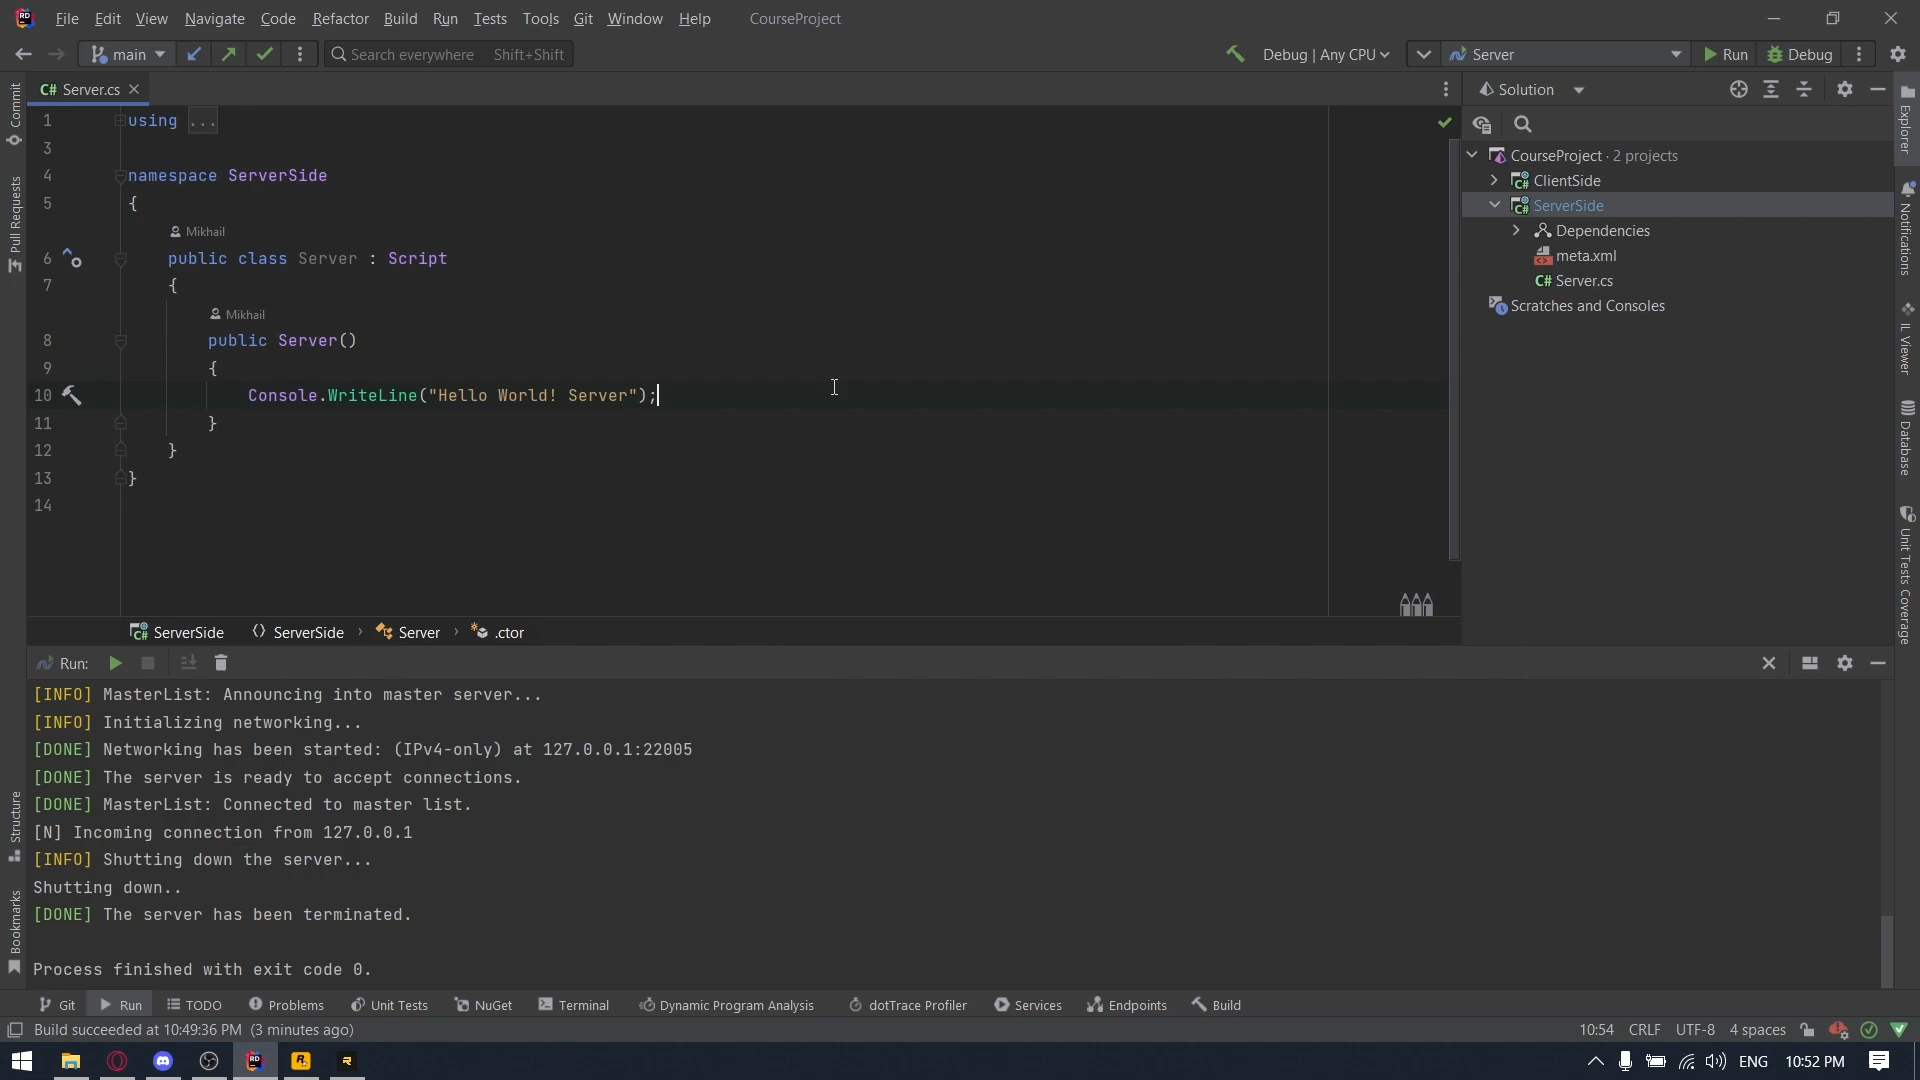 File Edit View Navigate Code Refactor Build Run Tests Tools Git Window Help CourseProject
main Search everywhere Shift+Shift Debug | Any CPU Server Run Debug
C# Server.cs Solution
Commit
Pull Requests
Structure
Bookmarks
1 using ...
3
4 namespace ServerSide
5 {
Mikhail
6 public class Server : Script
7 {
Mikhail
8 public Server()
9 {
10 Console.WriteLine("Hello World! Server");
11 }
12 }
13 }
14
CourseProject · 2 projects
C# ClientSide
C# ServerSide
Dependencies
meta.xml
C# Server.cs
Scratches and Consoles
Explorer
Notifications
IL Viewer
Database
Unit Tests Coverage
ServerSide ServerSide Server .ctor
Run:
[INFO] MasterList: Announcing into master server...
[INFO] Initializing networking...
[DONE] Networking has been started: (IPv4-only) at 127.0.0.1:22005
[DONE] The server is ready to accept connections.
[DONE] MasterList: Connected to master list.
[N] Incoming connection from 127.0.0.1
[INFO] Shutting down the server...
Shutting down..
[DONE] The server has been terminated.
Process finished with exit code 0.
Git Run TODO Problems Unit Tests NuGet Terminal Dynamic Program Analysis dotTrace Profiler Services Endpoints Build
Build succeeded at 10:49:36 PM (3 minutes ago) 10:54 CRLF UTF-8 4 spaces
ENG 10:52 PM